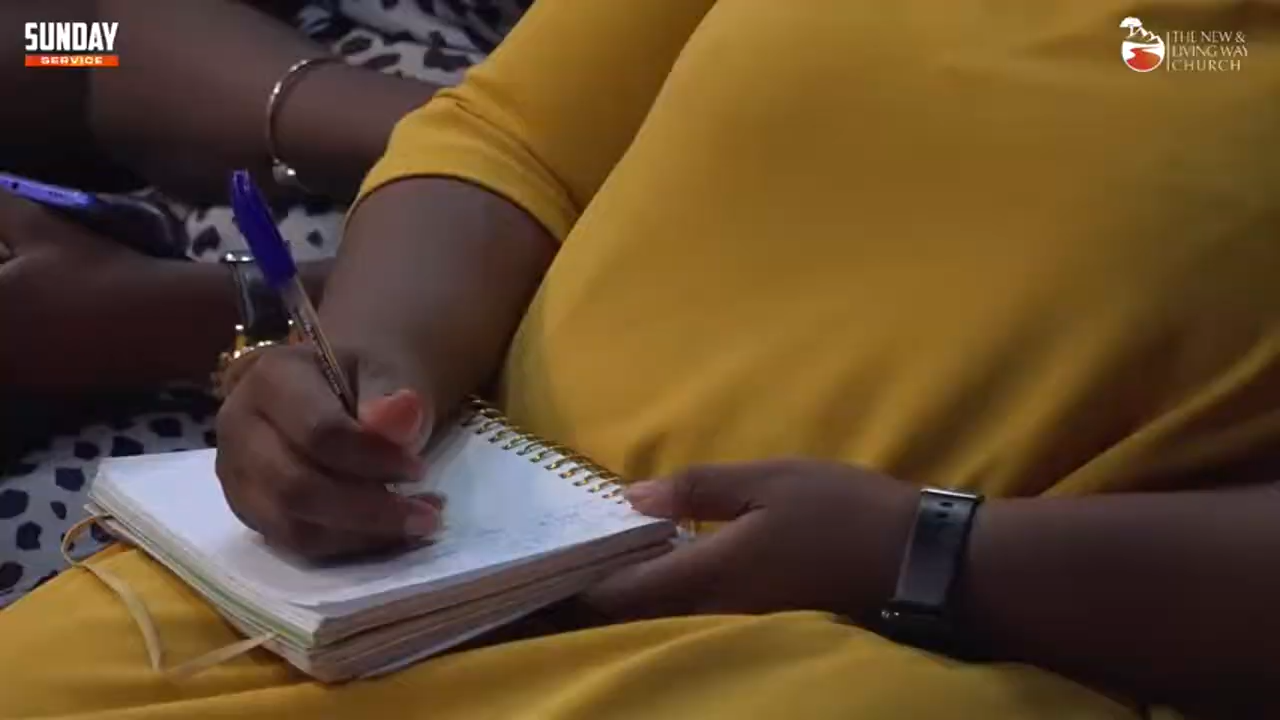 SUNDAY
SERVICE
THE NEW &
LIVING WAY
CHURCH